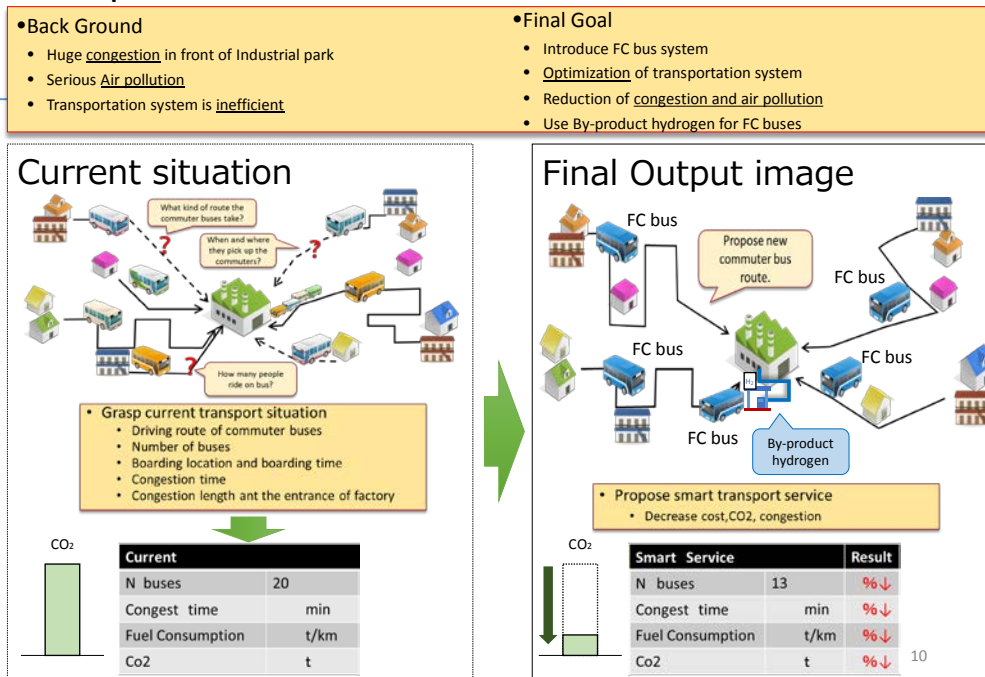 •Back Ground
• Huge congestion in front of Industrial park
• Serious Air pollution
• Transportation system is inefficient
•Final Goal
• Introduce FC bus system
• Optimization of transportation system
• Reduction of congestion and air pollution
• Use By-product hydrogen for FC buses
Current situation
What kind of route the
commuter buses take?
?
When and where
they pick up the
commuters?
?
?
How many people
ride on bus?
• Grasp current transport situation
• Driving route of commuter buses
• Number of buses
• Boarding location and boarding time
• Congestion time
• Congestion length ant the entrance of factory
CO₂
Current
N buses 20
Congest time min
Fuel Consumption t/km
Co2 t
Final Output image
FC bus
Propose new
commuter bus
route.
FC bus
FC bus
FC bus
H₂
FC bus
By-product
hydrogen
• Propose smart transport service
• Decrease cost,CO2, congestion
CO₂
Smart Service Result
N buses 13 %↓
Congest time min %↓
Fuel Consumption t/km %↓
Co2 t %↓
10